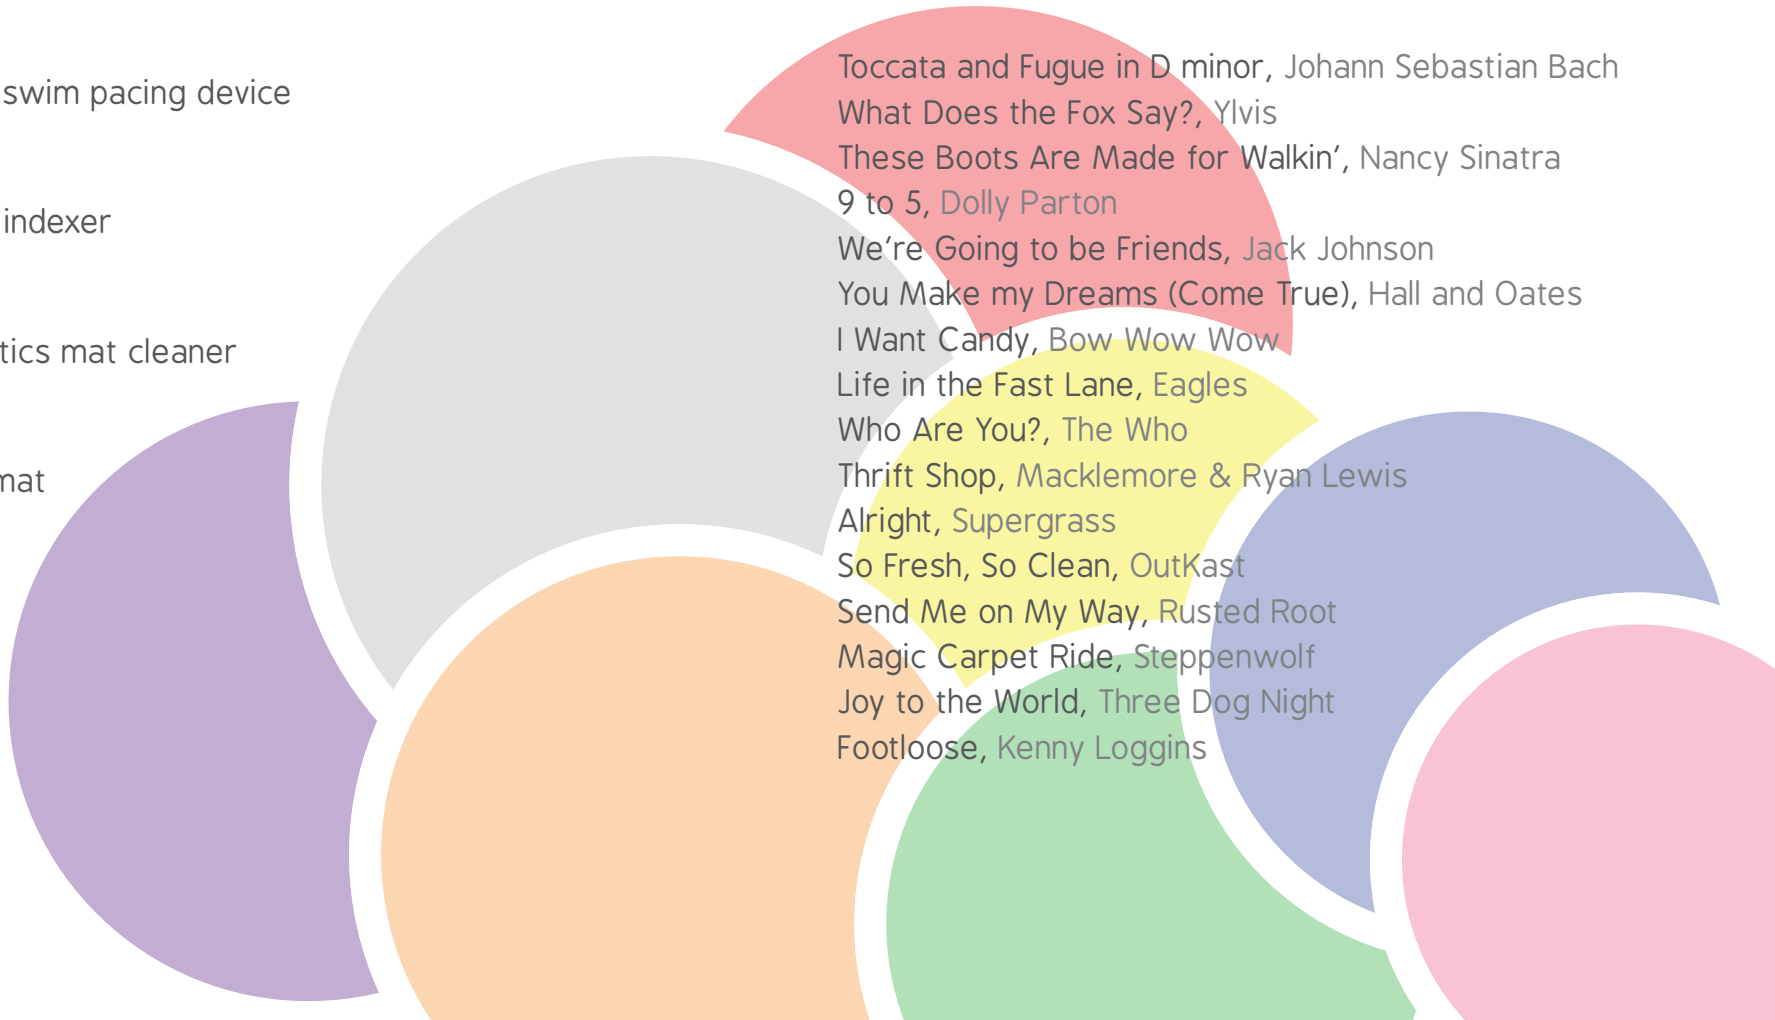 swim pacing device
indexer
tics mat cleaner
mat
Toccata and Fugue in D minor, Johann Sebastian Bach
What Does the Fox Say?, Ylvis
These Boots Are Made for Walkin’, Nancy Sinatra
9 to 5, Dolly Parton
We’re Going to be Friends, Jack Johnson
You Make my Dreams (Come True), Hall and Oates
I Want Candy, Bow Wow Wow
Life in the Fast Lane, Eagles
Who Are You?, The Who
Thrift Shop, Macklemore & Ryan Lewis
Alright, Supergrass
So Fresh, So Clean, OutKast
Send Me on My Way, Rusted Root
Magic Carpet Ride, Steppenwolf
Joy to the World, Three Dog Night
Footloose, Kenny Loggins